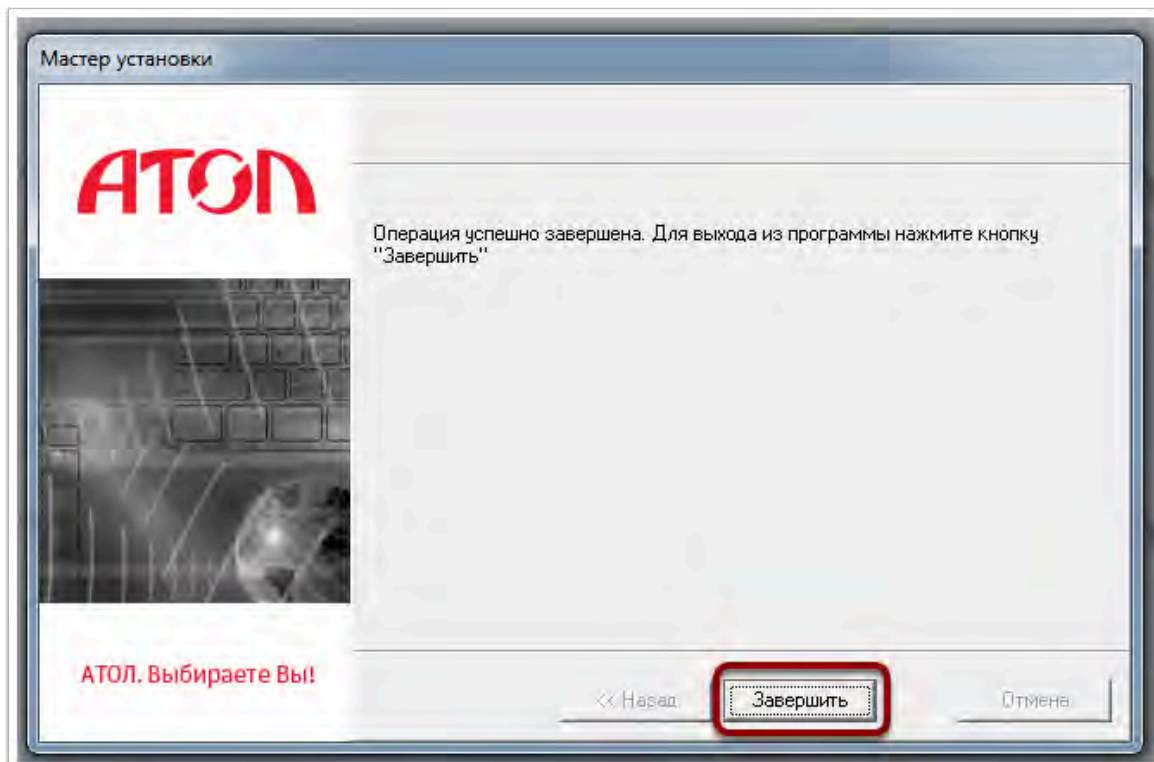 Мастер установки
АТОЛ
Операция успешно завершена. Для выхода из программы нажмите кнопку
"Завершить"
АТОЛ. Выбираете Вы!
<< Назад
Завершить
Отмена